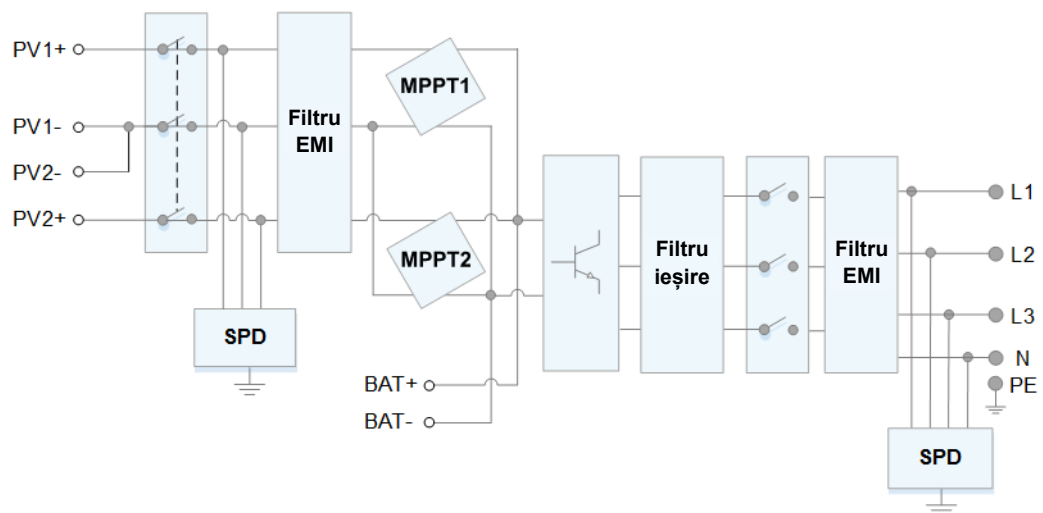 PV1+
PV1-
PV2-
PV2+
Filtru
EMI
MPPT1
MPPT2
SPD
BAT+
BAT-
Filtru
ieșire
Filtru
EMI
L1
L2
L3
N
PE
SPD